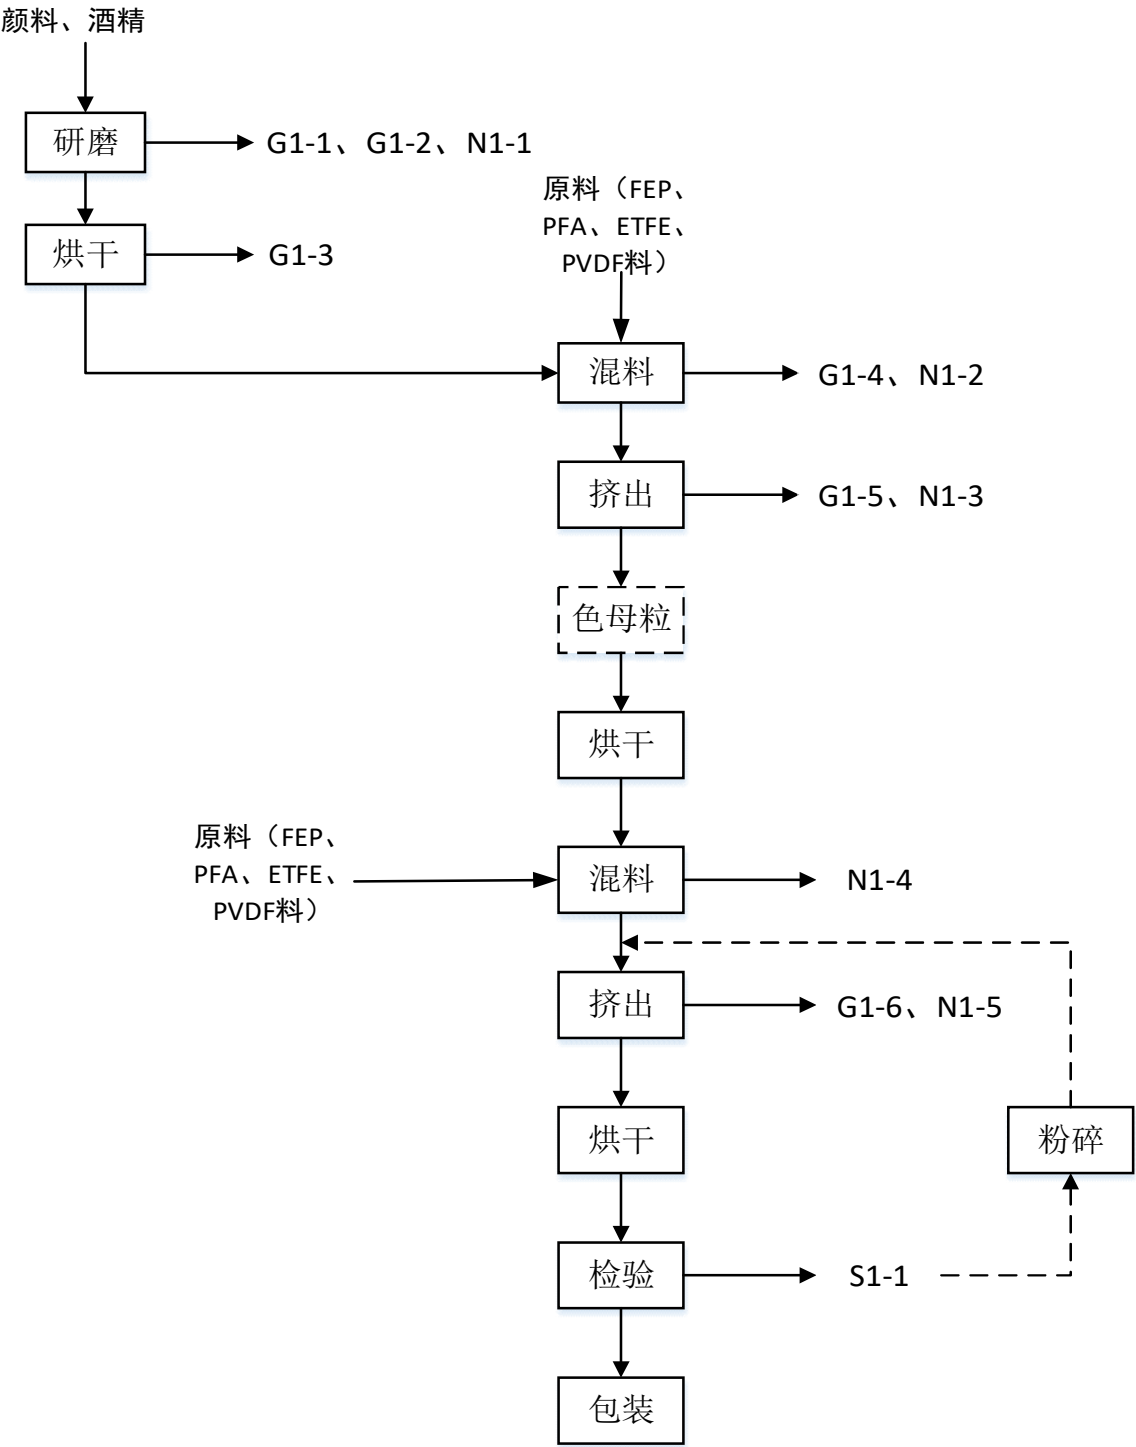 颜料、酒精
研磨
G1-1、G1-2、N1-1
烘干
G1-3
原料（FEP、
PFA、ETFE、
PVDF料）
混料
G1-4、N1-2
挤出
G1-5、N1-3
色母粒
烘干
原料（FEP、
PFA、ETFE、
PVDF料）
混料
N1-4
挤出
G1-6、N1-5
烘干
粉碎
检验
S1-1
包装